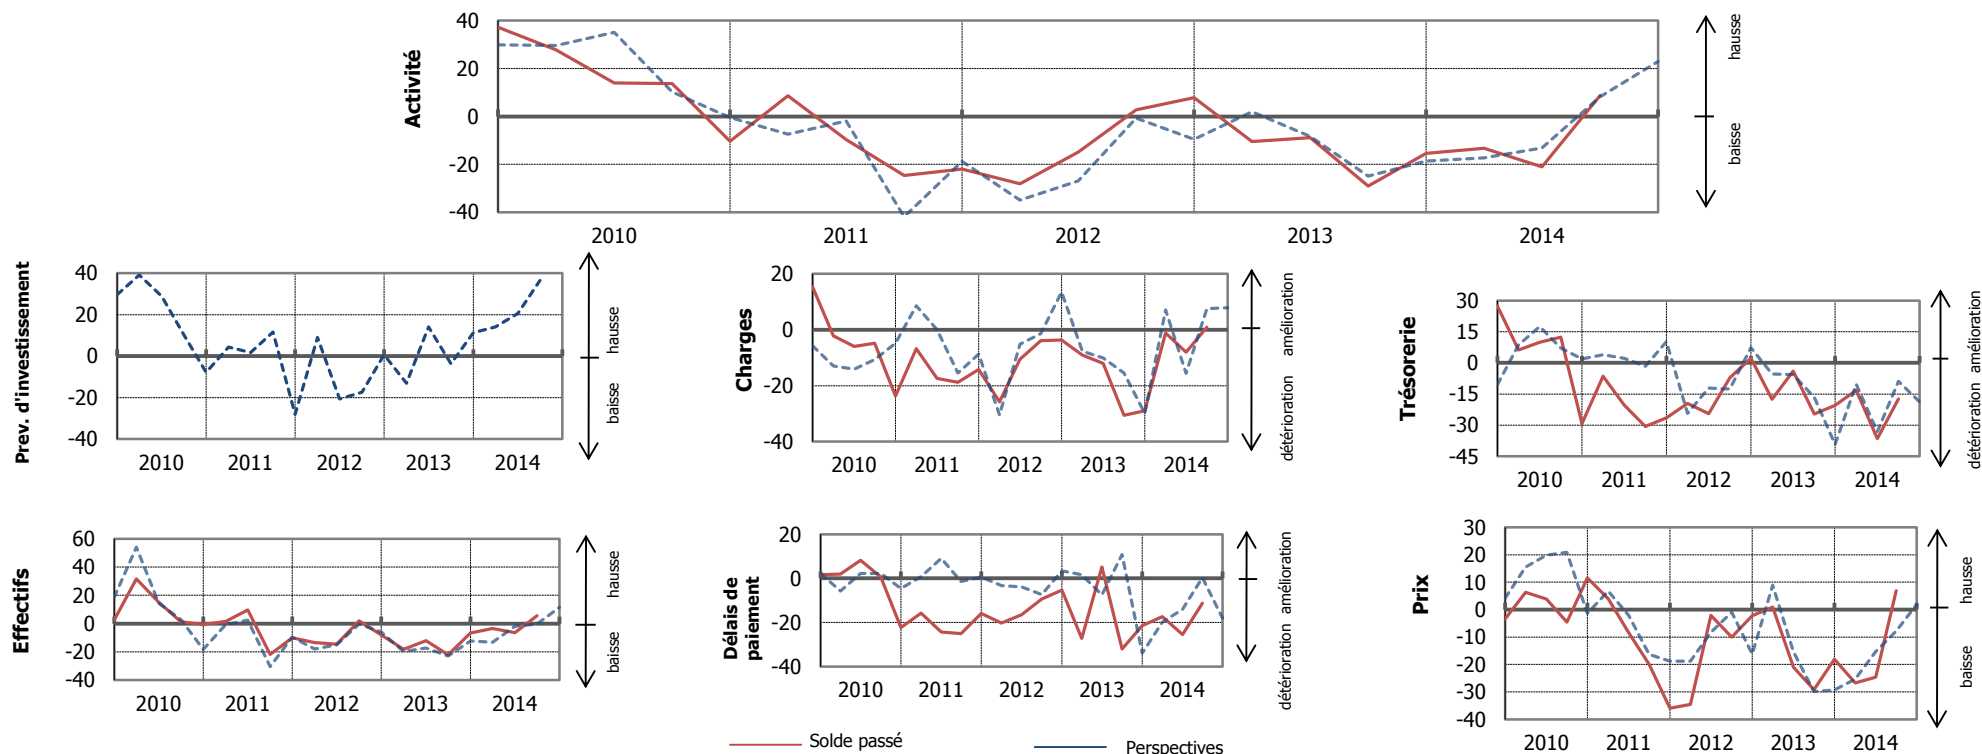 Activité
40
20
0
-20
-40
2010 2011 2012 2013 2014
hausse
baisse
Prev. d'investissement
40
20
0
-20
-40
2010 2011 2012 2013 2014
hausse
baisse
Charges
20
0
-20
-40
2010 2011 2012 2013 2014
amélioration
détérioration
Trésorerie
30
15
0
-15
-30
-45
2010 2011 2012 2013 2014
amélioration
détérioration
Effectifs
60
40
20
0
-20
-40
2010 2011 2012 2013 2014
hausse
baisse
Délais de
paiement
20
0
-20
-40
2010 2011 2012 2013 2014
amélioration
détérioration
Prix
30
20
10
0
-10
-20
-30
-40
2010 2011 2012 2013 2014
hausse
baisse
Solde passé
Perspectives